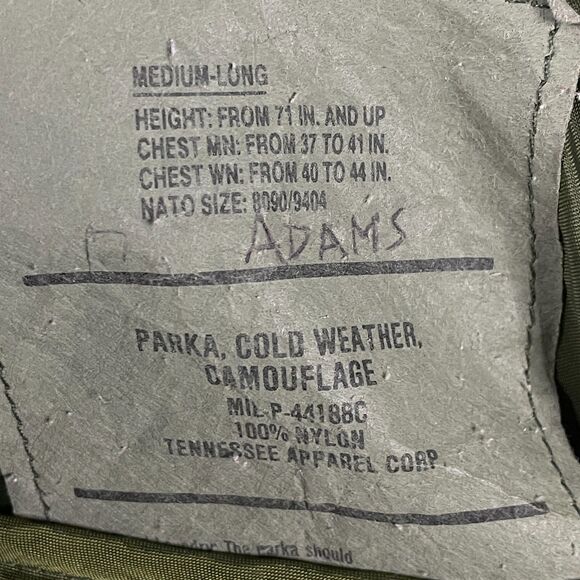 MEDIUM-LONG
HEIGHT: FROM 71 IN. AND UP
CHEST MN: FROM 37 TO 41 IN.
CHEST WN: FROM 40 TO 44 IN.
NATO SIZE: 8090/9404
ADAMS
PARKA, COLD WEATHER,
CAMOUFLAGE
MIL-P-44188C
100% NYLON
TENNESSEE APPAREL CORP.
The parka should